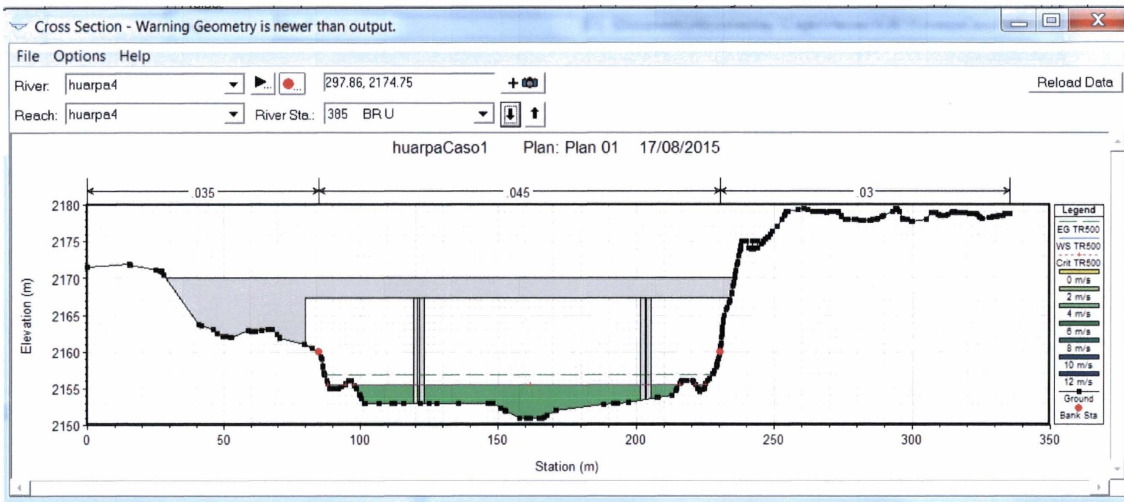 Cross Section - Warning Geometry is newer than output.
File Options Help
River: huarpa4 297.86, 2174.75 Reload Data
Reach: huarpa4 River Sta.: 385 BR U
huarpaCaso1 Plan: Plan 01 17/08/2015
.035 .045 .03
2180
2175
2170
2165
2160
2155
2150
Elevation (m)
0 50 100 150 200 250 300 350
Station (m)
Legend
EG TR500
WS TR500
Crit TR500
0 m/s
2 m/s
4 m/s
6 m/s
8 m/s
10 m/s
12 m/s
Ground
Bank Sta